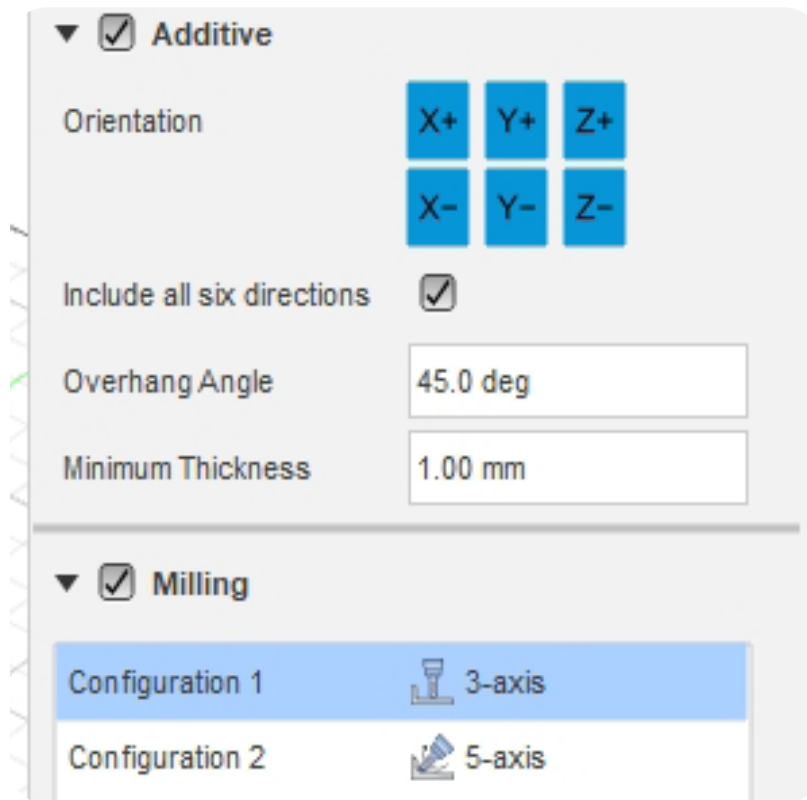 Additive
Orientation X+ Y+ Z+
X- Y- Z-
Include all six directions
Overhang Angle 45.0 deg
Minimum Thickness 1.00 mm
Milling
Configuration 1 3-axis
Configuration 2 5-axis